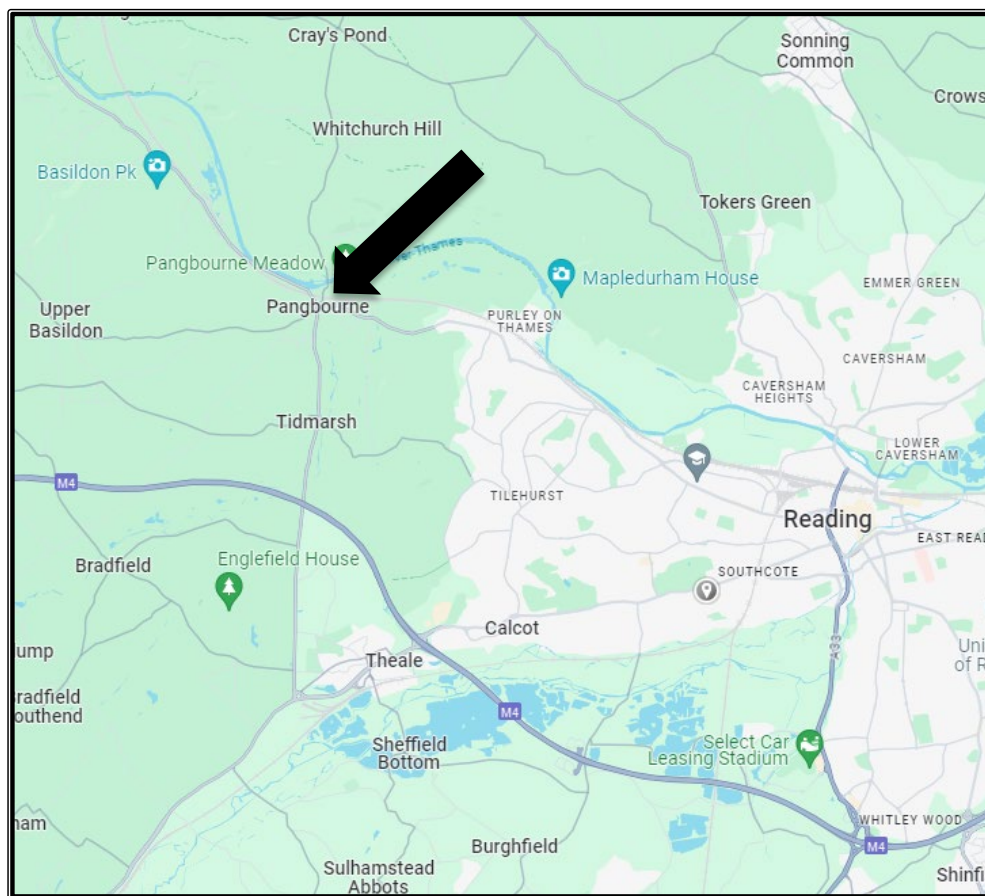 Cray's Pond
Sonning
Common
Crows
Whitchurch Hill
Basildon Pk
Tokers Green
Thames
Pangbourne Meadow
Mapledurham House
EMMER GREEN
Upper
Basildon
Pangbourne
PURLEY ON
THAMES
CAVERSHAM
CAVERSHAM
HEIGHTS
Tidmarsh
LOWER
CAVERSHAM
M4
TILEHURST
Reading
EAST READ
Bradfield
Englefield House
SOUTHCOTE
Calcot
ump
Uni
of R
Theale
A33
radfield
outhend
M4
Sheffield
Bottom
Select Car
Leasing Stadium
ham
WHITLEY WOOD
Burghfield
M4
Sulhamstead
Abbots
Shinfi